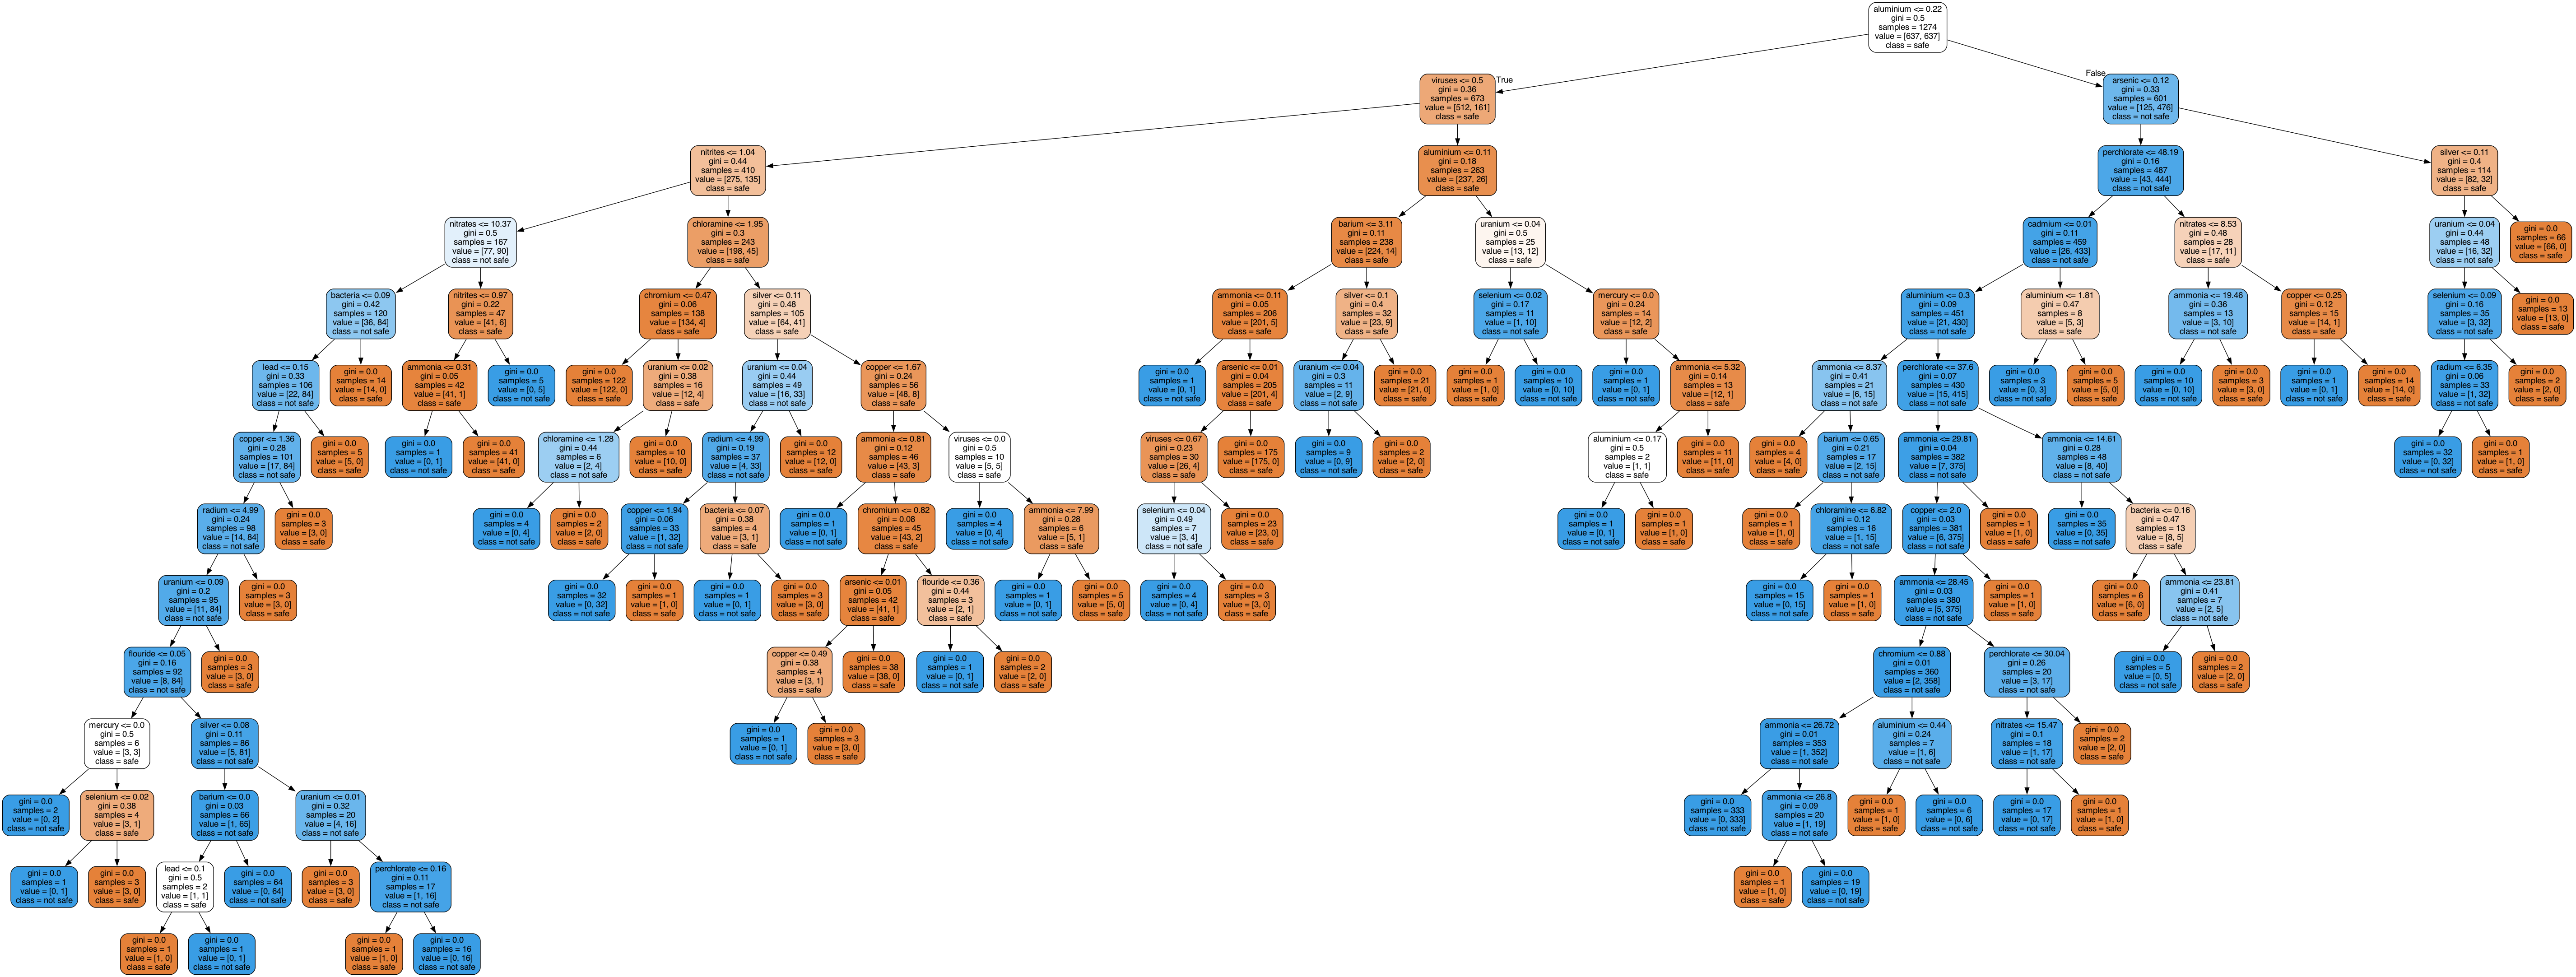 aluminium <= 0.22
gini = 0.5
samples = 1274
value = [637, 637]
class = safe
True
False
viruses <= 0.5
gini = 0.36
samples = 673
value = [512, 161]
class = safe
arsenic <= 0.12
gini = 0.33
samples = 601
value = [125, 476]
class = not safe
nitrites <= 1.04
gini = 0.44
samples = 410
value = [275, 135]
class = safe
aluminium <= 0.11
gini = 0.18
samples = 263
value = [237, 26]
class = safe
perchlorate <= 48.19
gini = 0.16
samples = 487
value = [43, 444]
class = not safe
silver <= 0.11
gini = 0.4
samples = 114
value = [82, 32]
class = safe
nitrates <= 10.37
gini = 0.5
samples = 167
value = [77, 90]
class = not safe
chloramine <= 1.95
gini = 0.3
samples = 243
value = [198, 45]
class = safe
barium <= 3.11
gini = 0.11
samples = 238
value = [224, 14]
class = safe
uranium <= 0.04
gini = 0.5
samples = 25
value = [13, 12]
class = safe
cadmium <= 0.01
gini = 0.11
samples = 459
value = [26, 433]
class = not safe
nitrates <= 8.53
gini = 0.48
samples = 28
value = [17, 11]
class = safe
uranium <= 0.04
gini = 0.44
samples = 48
value = [16, 32]
class = not safe
gini = 0.0
samples = 66
value = [66, 0]
class = safe
bacteria <= 0.09
gini = 0.42
samples = 120
value = [36, 84]
class = not safe
nitrites <= 0.97
gini = 0.22
samples = 47
value = [41, 6]
class = safe
chromium <= 0.47
gini = 0.06
samples = 138
value = [134, 4]
class = safe
silver <= 0.11
gini = 0.48
samples = 105
value = [64, 41]
class = safe
ammonia <= 0.11
gini = 0.05
samples = 206
value = [201, 5]
class = safe
silver <= 0.1
gini = 0.4
samples = 32
value = [23, 9]
class = safe
selenium <= 0.02
gini = 0.17
samples = 11
value = [1, 10]
class = not safe
mercury <= 0.0
gini = 0.24
samples = 14
value = [12, 2]
class = safe
aluminium <= 0.3
gini = 0.09
samples = 451
value = [21, 430]
class = not safe
aluminium <= 1.81
gini = 0.47
samples = 8
value = [5, 3]
class = safe
ammonia <= 19.46
gini = 0.36
samples = 13
value = [3, 10]
class = not safe
copper <= 0.25
gini = 0.12
samples = 15
value = [14, 1]
class = safe
selenium <= 0.09
gini = 0.16
samples = 35
value = [3, 32]
class = not safe
gini = 0.0
samples = 13
value = [13, 0]
class = safe
lead <= 0.15
gini = 0.33
samples = 106
value = [22, 84]
class = not safe
gini = 0.0
samples = 14
value = [14, 0]
class = safe
ammonia <= 0.31
gini = 0.05
samples = 42
value = [41, 1]
class = safe
gini = 0.0
samples = 5
value = [0, 5]
class = not safe
gini = 0.0
samples = 122
value = [122, 0]
class = safe
uranium <= 0.02
gini = 0.38
samples = 16
value = [12, 4]
class = safe
uranium <= 0.04
gini = 0.44
samples = 49
value = [16, 33]
class = not safe
copper <= 1.67
gini = 0.24
samples = 56
value = [48, 8]
class = safe
gini = 0.0
samples = 1
value = [0, 1]
class = not safe
arsenic <= 0.01
gini = 0.04
samples = 205
value = [201, 4]
class = safe
uranium <= 0.04
gini = 0.3
samples = 11
value = [2, 9]
class = not safe
gini = 0.0
samples = 21
value = [21, 0]
class = safe
gini = 0.0
samples = 1
value = [1, 0]
class = safe
gini = 0.0
samples = 10
value = [0, 10]
class = not safe
gini = 0.0
samples = 1
value = [0, 1]
class = not safe
ammonia <= 5.32
gini = 0.14
samples = 13
value = [12, 1]
class = safe
ammonia <= 8.37
gini = 0.41
samples = 21
value = [6, 15]
class = not safe
perchlorate <= 37.6
gini = 0.07
samples = 430
value = [15, 415]
class = not safe
gini = 0.0
samples = 3
value = [0, 3]
class = not safe
gini = 0.0
samples = 5
value = [5, 0]
class = safe
gini = 0.0
samples = 10
value = [0, 10]
class = not safe
gini = 0.0
samples = 3
value = [3, 0]
class = safe
gini = 0.0
samples = 1
value = [0, 1]
class = not safe
gini = 0.0
samples = 14
value = [14, 0]
class = safe
radium <= 6.35
gini = 0.06
samples = 33
value = [1, 32]
class = not safe
gini = 0.0
samples = 2
value = [2, 0]
class = safe
copper <= 1.36
gini = 0.28
samples = 101
value = [17, 84]
class = not safe
gini = 0.0
samples = 5
value = [5, 0]
class = safe
gini = 0.0
samples = 1
value = [0, 1]
class = not safe
gini = 0.0
samples = 41
value = [41, 0]
class = safe
chloramine <= 1.28
gini = 0.44
samples = 6
value = [2, 4]
class = not safe
gini = 0.0
samples = 10
value = [10, 0]
class = safe
radium <= 4.99
gini = 0.19
samples = 37
value = [4, 33]
class = not safe
gini = 0.0
samples = 12
value = [12, 0]
class = safe
ammonia <= 0.81
gini = 0.12
samples = 46
value = [43, 3]
class = safe
viruses <= 0.0
gini = 0.5
samples = 10
value = [5, 5]
class = safe
viruses <= 0.67
gini = 0.23
samples = 30
value = [26, 4]
class = safe
gini = 0.0
samples = 175
value = [175, 0]
class = safe
gini = 0.0
samples = 9
value = [0, 9]
class = not safe
gini = 0.0
samples = 2
value = [2, 0]
class = safe
aluminium <= 0.17
gini = 0.5
samples = 2
value = [1, 1]
class = safe
gini = 0.0
samples = 11
value = [11, 0]
class = safe
gini = 0.0
samples = 4
value = [4, 0]
class = safe
barium <= 0.65
gini = 0.21
samples = 17
value = [2, 15]
class = not safe
ammonia <= 29.81
gini = 0.04
samples = 382
value = [7, 375]
class = not safe
ammonia <= 14.61
gini = 0.28
samples = 48
value = [8, 40]
class = not safe
gini = 0.0
samples = 32
value = [0, 32]
class = not safe
gini = 0.0
samples = 1
value = [1, 0]
class = safe
radium <= 4.99
gini = 0.24
samples = 98
value = [14, 84]
class = not safe
gini = 0.0
samples = 3
value = [3, 0]
class = safe
gini = 0.0
samples = 4
value = [0, 4]
class = not safe
gini = 0.0
samples = 2
value = [2, 0]
class = safe
copper <= 1.94
gini = 0.06
samples = 33
value = [1, 32]
class = not safe
bacteria <= 0.07
gini = 0.38
samples = 4
value = [3, 1]
class = safe
gini = 0.0
samples = 1
value = [0, 1]
class = not safe
chromium <= 0.82
gini = 0.08
samples = 45
value = [43, 2]
class = safe
gini = 0.0
samples = 4
value = [0, 4]
class = not safe
ammonia <= 7.99
gini = 0.28
samples = 6
value = [5, 1]
class = safe
selenium <= 0.04
gini = 0.49
samples = 7
value = [3, 4]
class = not safe
gini = 0.0
samples = 23
value = [23, 0]
class = safe
gini = 0.0
samples = 1
value = [0, 1]
class = not safe
gini = 0.0
samples = 1
value = [1, 0]
class = safe
gini = 0.0
samples = 1
value = [1, 0]
class = safe
chloramine <= 6.82
gini = 0.12
samples = 16
value = [1, 15]
class = not safe
copper <= 2.0
gini = 0.03
samples = 381
value = [6, 375]
class = not safe
gini = 0.0
samples = 1
value = [1, 0]
class = safe
gini = 0.0
samples = 35
value = [0, 35]
class = not safe
bacteria <= 0.16
gini = 0.47
samples = 13
value = [8, 5]
class = safe
uranium <= 0.09
gini = 0.2
samples = 95
value = [11, 84]
class = not safe
gini = 0.0
samples = 3
value = [3, 0]
class = safe
gini = 0.0
samples = 32
value = [0, 32]
class = not safe
gini = 0.0
samples = 1
value = [1, 0]
class = safe
gini = 0.0
samples = 1
value = [0, 1]
class = not safe
gini = 0.0
samples = 3
value = [3, 0]
class = safe
arsenic <= 0.01
gini = 0.05
samples = 42
value = [41, 1]
class = safe
flouride <= 0.36
gini = 0.44
samples = 3
value = [2, 1]
class = safe
gini = 0.0
samples = 1
value = [0, 1]
class = not safe
gini = 0.0
samples = 5
value = [5, 0]
class = safe
gini = 0.0
samples = 4
value = [0, 4]
class = not safe
gini = 0.0
samples = 3
value = [3, 0]
class = safe
gini = 0.0
samples = 15
value = [0, 15]
class = not safe
gini = 0.0
samples = 1
value = [1, 0]
class = safe
ammonia <= 28.45
gini = 0.03
samples = 380
value = [5, 375]
class = not safe
gini = 0.0
samples = 1
value = [1, 0]
class = safe
gini = 0.0
samples = 6
value = [6, 0]
class = safe
ammonia <= 23.81
gini = 0.41
samples = 7
value = [2, 5]
class = not safe
flouride <= 0.05
gini = 0.16
samples = 92
value = [8, 84]
class = not safe
gini = 0.0
samples = 3
value = [3, 0]
class = safe
copper <= 0.49
gini = 0.38
samples = 4
value = [3, 1]
class = safe
gini = 0.0
samples = 38
value = [38, 0]
class = safe
gini = 0.0
samples = 1
value = [0, 1]
class = not safe
gini = 0.0
samples = 2
value = [2, 0]
class = safe
chromium <= 0.88
gini = 0.01
samples = 360
value = [2, 358]
class = not safe
perchlorate <= 30.04
gini = 0.26
samples = 20
value = [3, 17]
class = not safe
gini = 0.0
samples = 5
value = [0, 5]
class = not safe
gini = 0.0
samples = 2
value = [2, 0]
class = safe
mercury <= 0.0
gini = 0.5
samples = 6
value = [3, 3]
class = safe
silver <= 0.08
gini = 0.11
samples = 86
value = [5, 81]
class = not safe
gini = 0.0
samples = 1
value = [0, 1]
class = not safe
gini = 0.0
samples = 3
value = [3, 0]
class = safe
ammonia <= 26.72
gini = 0.01
samples = 353
value = [1, 352]
class = not safe
aluminium <= 0.44
gini = 0.24
samples = 7
value = [1, 6]
class = not safe
nitrates <= 15.47
gini = 0.1
samples = 18
value = [1, 17]
class = not safe
gini = 0.0
samples = 2
value = [2, 0]
class = safe
gini = 0.0
samples = 2
value = [0, 2]
class = not safe
selenium <= 0.02
gini = 0.38
samples = 4
value = [3, 1]
class = safe
barium <= 0.0
gini = 0.03
samples = 66
value = [1, 65]
class = not safe
uranium <= 0.01
gini = 0.32
samples = 20
value = [4, 16]
class = not safe
gini = 0.0
samples = 333
value = [0, 333]
class = not safe
ammonia <= 26.8
gini = 0.09
samples = 20
value = [1, 19]
class = not safe
gini = 0.0
samples = 1
value = [1, 0]
class = safe
gini = 0.0
samples = 6
value = [0, 6]
class = not safe
gini = 0.0
samples = 17
value = [0, 17]
class = not safe
gini = 0.0
samples = 1
value = [1, 0]
class = safe
gini = 0.0
samples = 1
value = [0, 1]
class = not safe
gini = 0.0
samples = 3
value = [3, 0]
class = safe
lead <= 0.1
gini = 0.5
samples = 2
value = [1, 1]
class = safe
gini = 0.0
samples = 64
value = [0, 64]
class = not safe
gini = 0.0
samples = 3
value = [3, 0]
class = safe
perchlorate <= 0.16
gini = 0.11
samples = 17
value = [1, 16]
class = not safe
gini = 0.0
samples = 1
value = [1, 0]
class = safe
gini = 0.0
samples = 19
value = [0, 19]
class = not safe
gini = 0.0
samples = 1
value = [1, 0]
class = safe
gini = 0.0
samples = 1
value = [0, 1]
class = not safe
gini = 0.0
samples = 1
value = [1, 0]
class = safe
gini = 0.0
samples = 16
value = [0, 16]
class = not safe